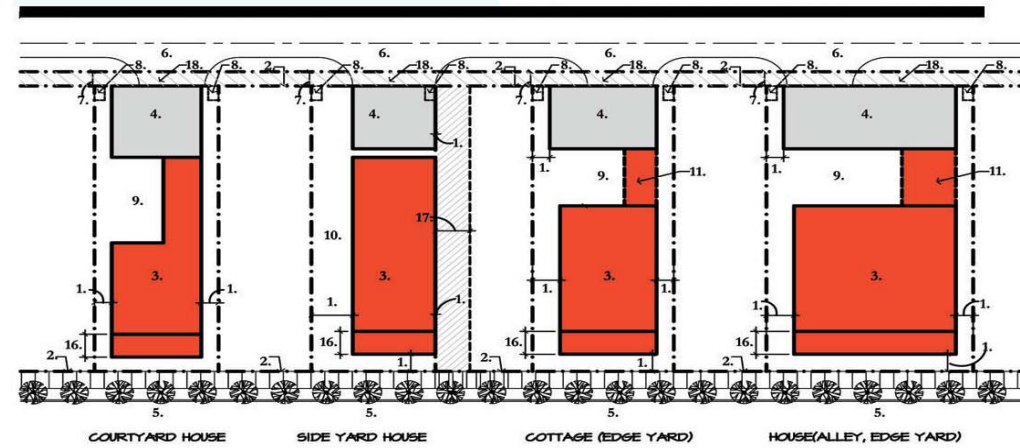 6. 6. 6. 6.
8. 18. 8. 2. 8. 18. 8. 2. 8. 18. 8. 2. 8. 18. 8.
7. 7. 7. 7.
4. 4. 4. 4.
1.
1. 9. 11. 1. 9. 11.
9.
17.
10.
3. 3. 3. 3.
1. 1. 1. 1. 1. 1. 1. 1.
16. 16. 16. 16.
2. 2. 1. 2. 1. 2. 1.
5. 5. 5. 5.
COURTYARD HOUSE SIDE YARD HOUSE COTTAGE (EDGE YARD) HOUSE(ALLEY, EDGE YARD)